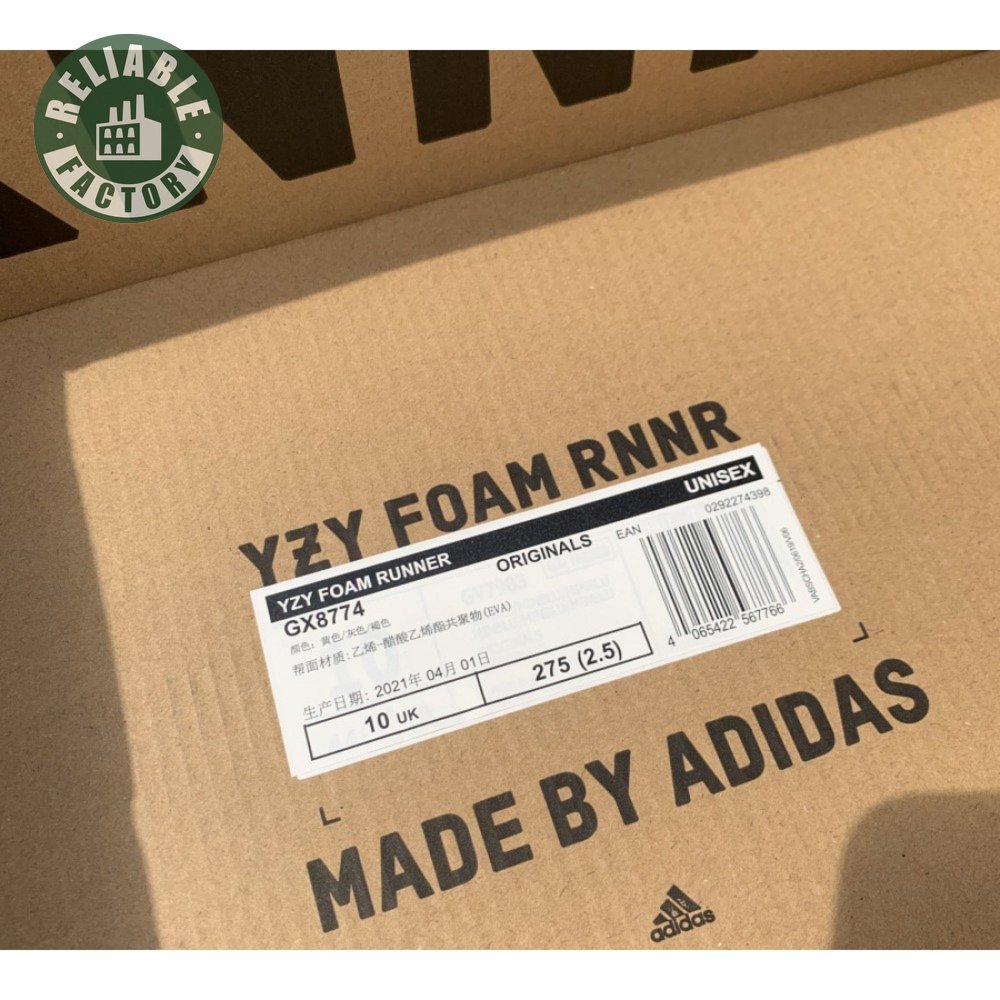 RELIABLE
FACTORY
YZY FOAM RNNR
YZY FOAM RUNNER
UNISEX
GX8774
ORIGINALS
EAN
0292274398
颜色: 黄色/灰色/褐色
帮面材质:乙烯-醋酸乙烯酯共聚物(EVA)
生产日期: 2021年 04月 01日
10 UK
275 (2.5)
4 065422 567766
MADE BY ADIDAS
adidas